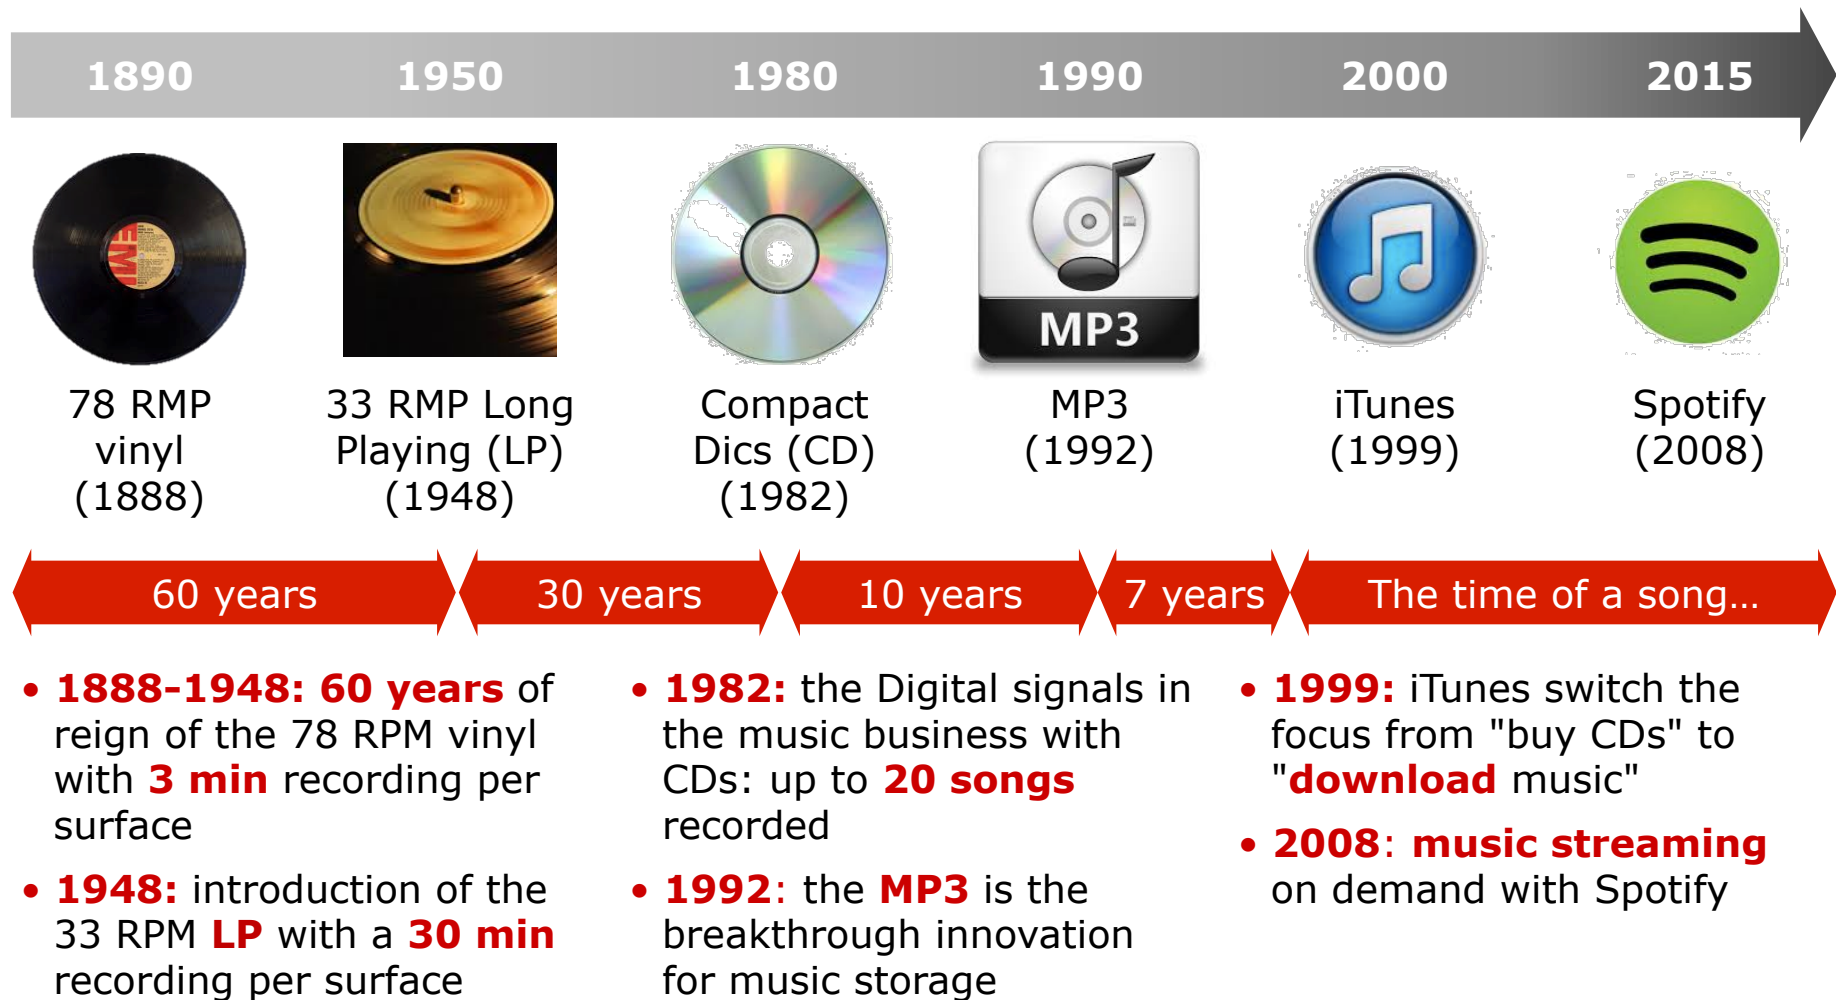 1890 1950 1980 1990 2000 2015
EMI
MP3
78 RMP
vinyl
(1888)
33 RMP Long
Playing (LP)
(1948)
Compact
Dics (CD)
(1982)
MP3
(1992)
iTunes
(1999)
Spotify
(2008)
60 years 30 years 10 years 7 years The time of a song...
• 1888-1948: 60 years of
reign of the 78 RPM vinyl
with 3 min recording per
surface
• 1948: introduction of the
33 RPM LP with a 30 min
recording per surface
• 1982: the Digital signals in
the music business with
CDs: up to 20 songs
recorded
• 1992: the MP3 is the
breakthrough innovation
for music storage
• 1999: iTunes switch the
focus from "buy CDs" to
"download music"
• 2008: music streaming
on demand with Spotify